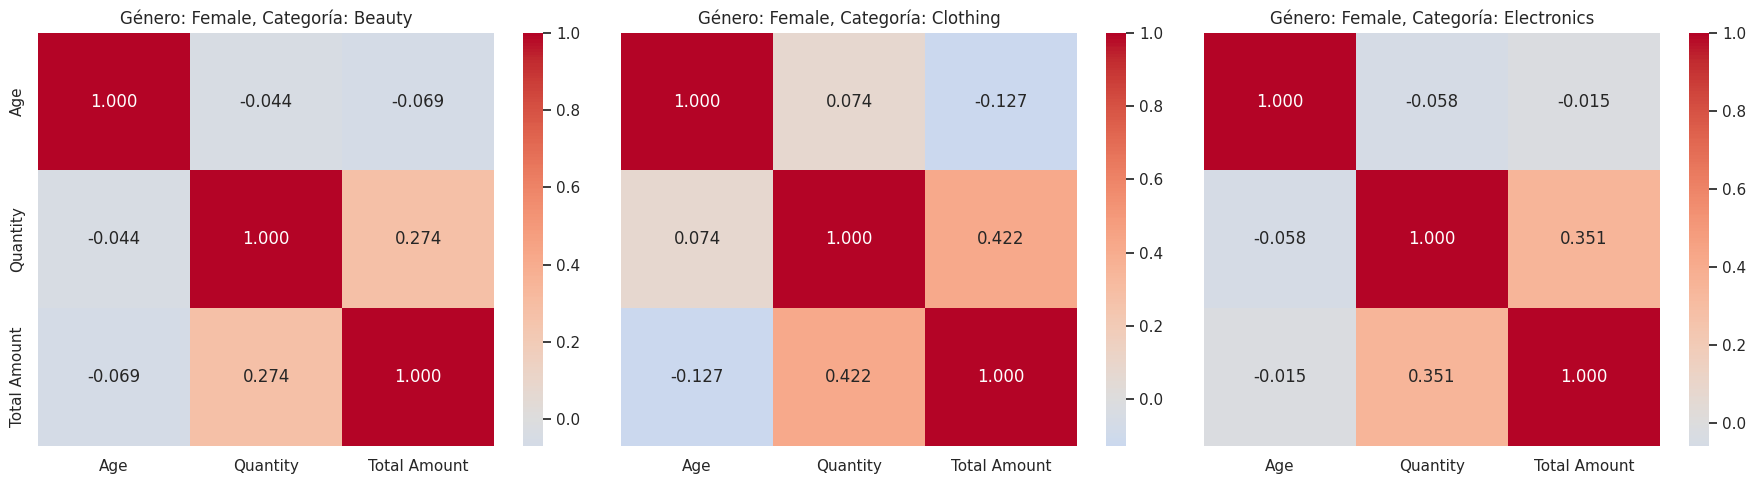 Género: Female, Categoría: Beauty
Age
Quantity
Total Amount
1.000 -0.044 -0.069
-0.044 1.000 0.274
-0.069 0.274 1.000
Age Quantity Total Amount
1.0
0.8
0.6
0.4
0.2
0.0
Género: Female, Categoría: Clothing
1.000 0.074 -0.127
0.074 1.000 0.422
-0.127 0.422 1.000
Age Quantity Total Amount
1.0
0.8
0.6
0.4
0.2
0.0
Género: Female, Categoría: Electronics
1.000 -0.058 -0.015
-0.058 1.000 0.351
-0.015 0.351 1.000
Age Quantity Total Amount
1.0
0.8
0.6
0.4
0.2
0.0